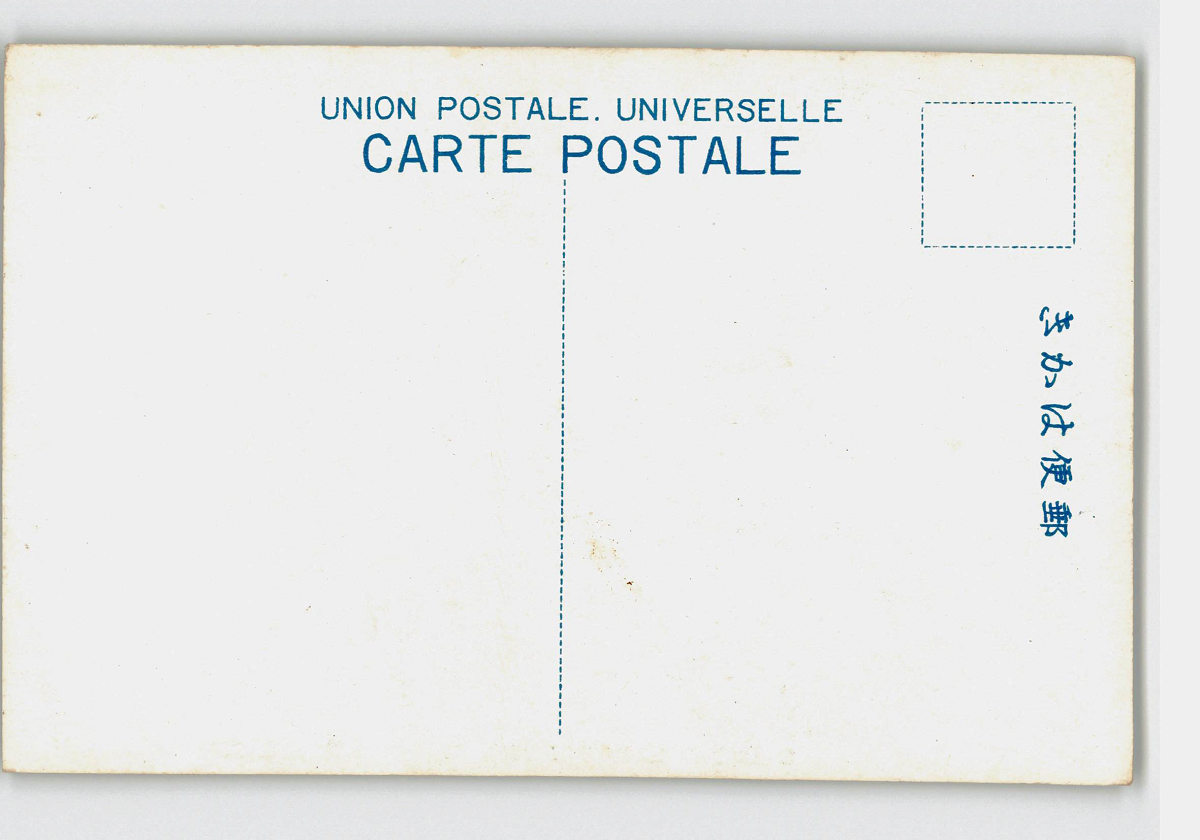 UNION POSTALE. UNIVERSELLE
CARTE POSTALE
きかは便郵